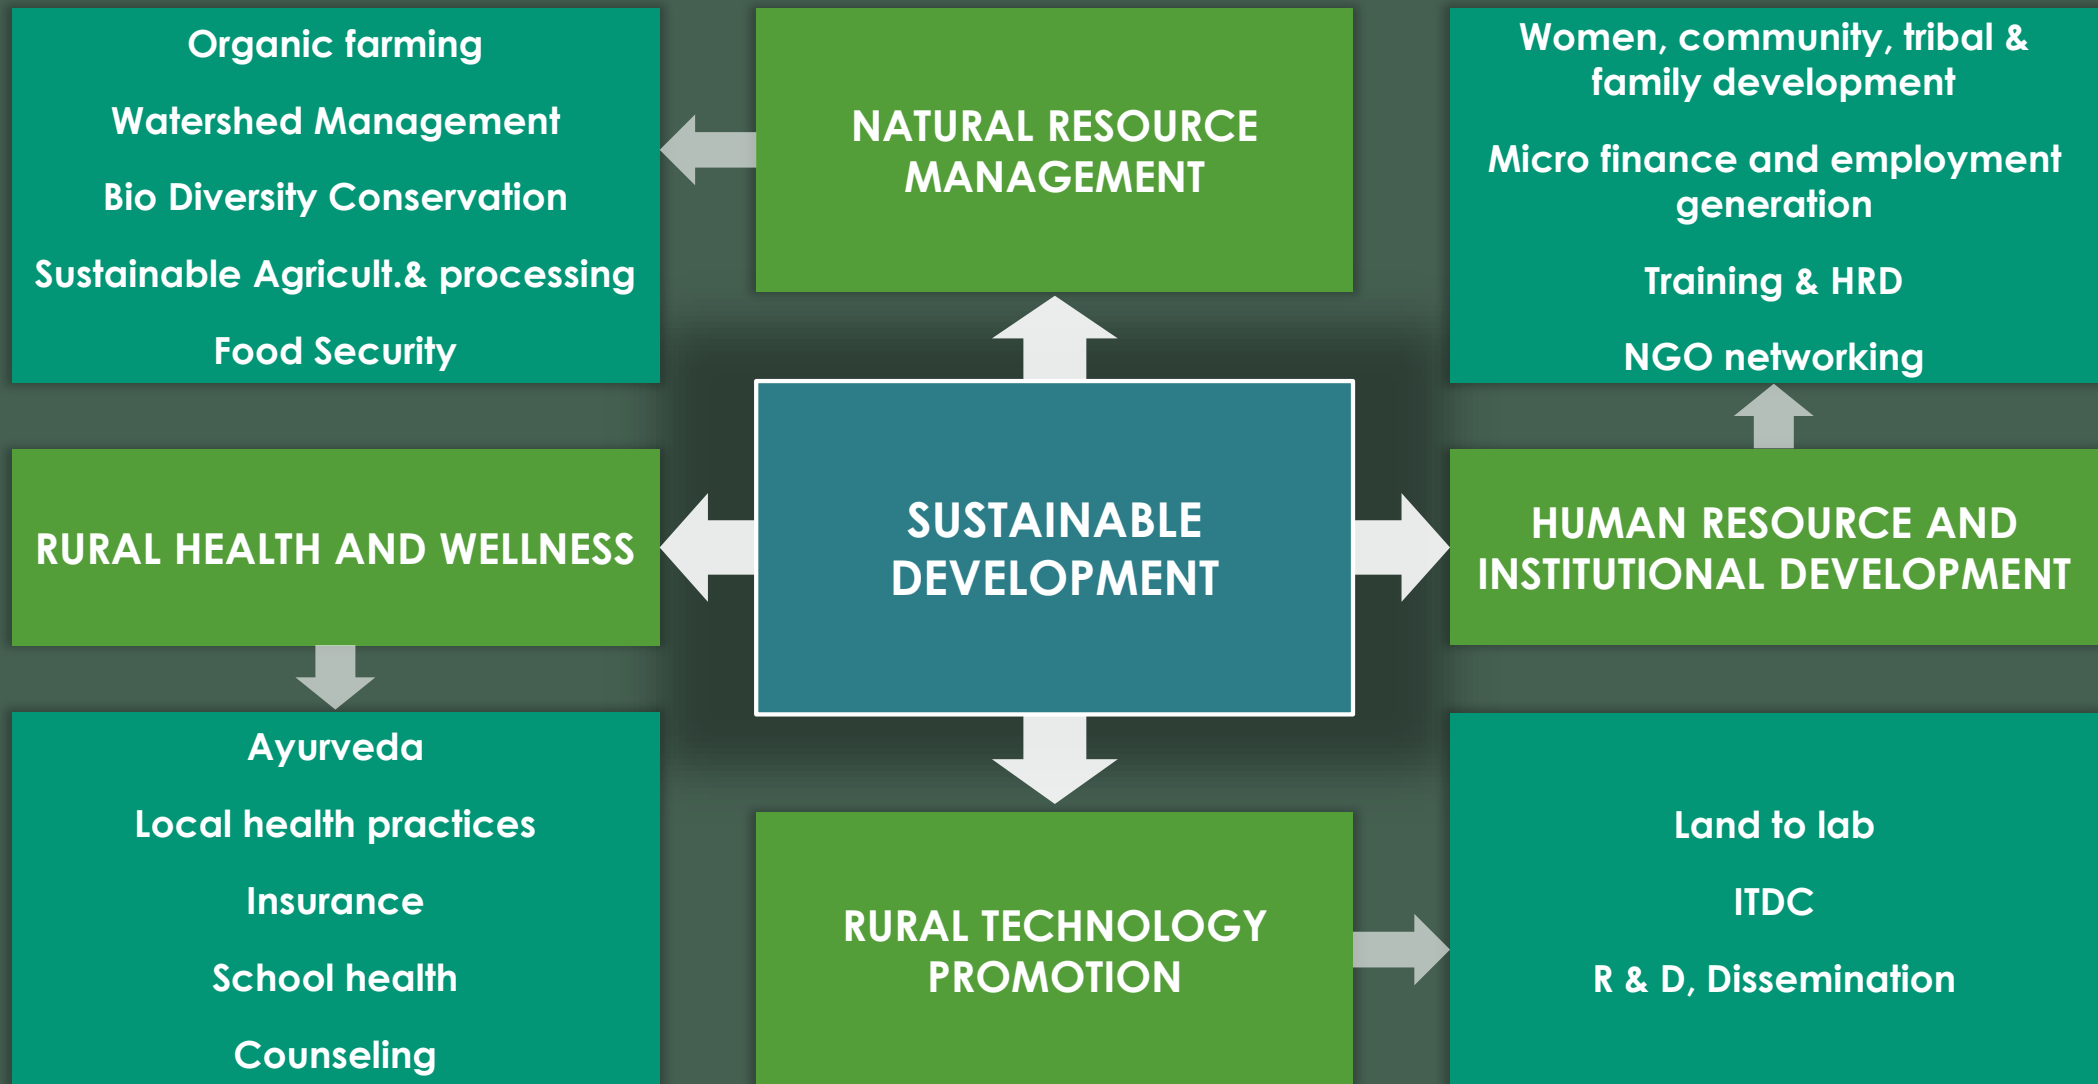 Organic farming
Watershed Management
Bio Diversity Conservation
Sustainable Agricult.& processing
Food Security
NATURAL RESOURCE
MANAGEMENT
Women, community, tribal &
family development
Micro finance and employment
generation
Training & HRD
NGO networking
RURAL HEALTH AND WELLNESS
SUSTAINABLE
DEVELOPMENT
HUMAN RESOURCE AND
INSTITUTIONAL DEVELOPMENT
Ayurveda
Local health practices
Insurance
School health
Counseling
RURAL TECHNOLOGY
PROMOTION
Land to lab
ITDC
R & D, Dissemination